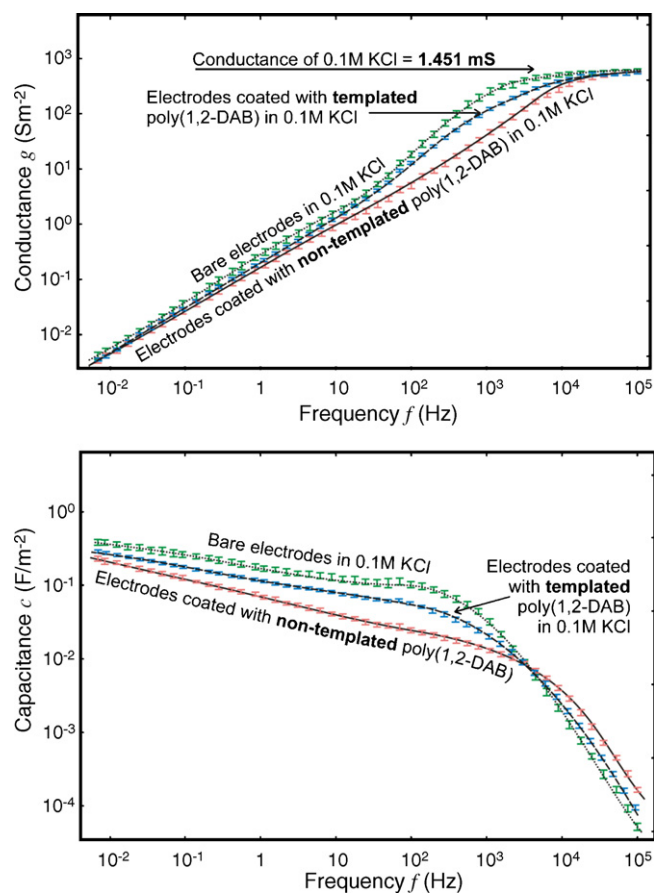 Conductance of 0.1M KCl = 1.451 mS
Electrodes coated with templated
poly(1,2-DAB) in 0.1M KCl
Bare electrodes in 0.1M KCl
Electrodes coated with non-templated poly(1,2-DAB) in 0.1M KCl
Conductance g (Sm⁻²)
10³
10²
10¹
10⁰
10⁻¹
10⁻²
10⁻² 10⁻¹ 1 10 10² 10³ 10⁴ 10⁵
Frequency f (Hz)
Bare electrodes in 0.1M KCl
Electrodes coated
with templated
poly(1,2-DAB)
in 0.1M KCl
Electrodes coated with non-templated poly(1,2-DAB)
Capacitance c (F/m⁻²)
10⁰
10⁻¹
10⁻²
10⁻³
10⁻⁴
10⁻² 10⁻¹ 1 10 10² 10³ 10⁴ 10⁵
Frequency f (Hz)